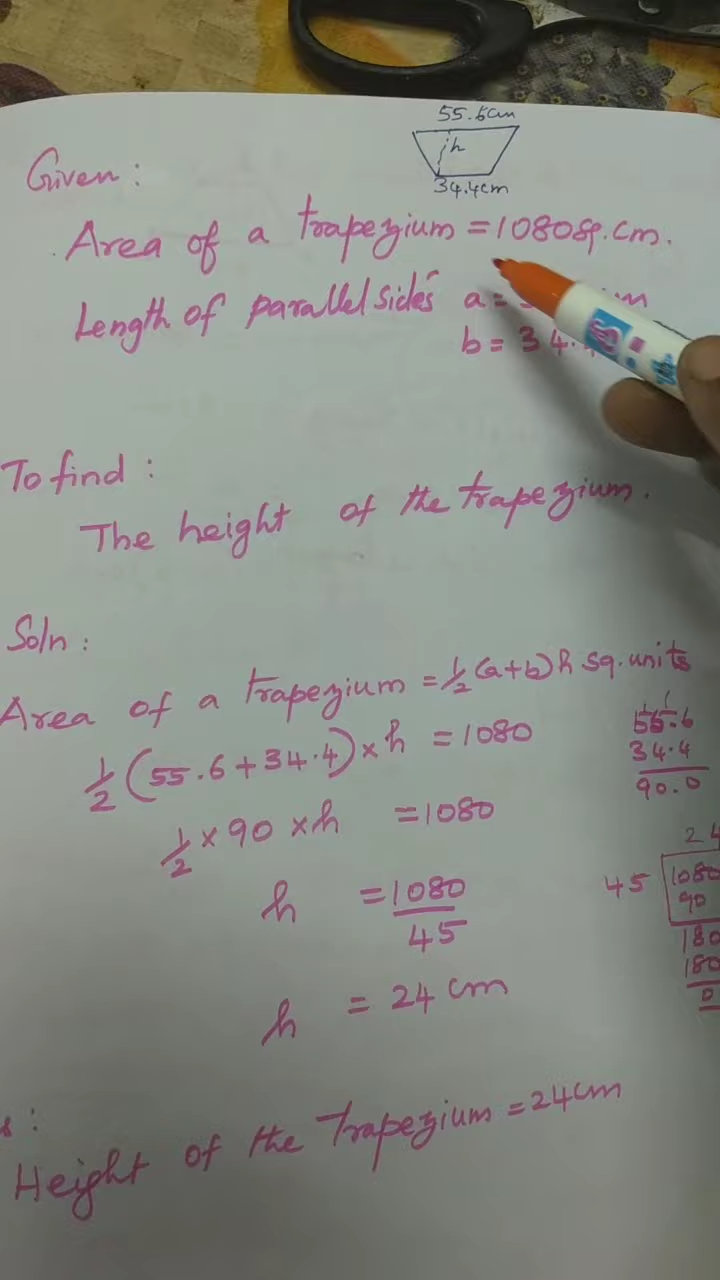 55.6cm
h
34.4cm
Given:
Area of a trapezium = 1080sq.cm.
Length of parallel sides a =
b = 34.
To find:
The height of the trapezium.
Soln:
Area of a trapezium = 1/2 (a+b) h sq.units
1/2 (55.6 + 34.4) × h = 1080
1/2 × 90 × h = 1080
h = 1080/45
h = 24 cm
Height of the Trapezium = 24cm
55.6
34.4
90.0
24
45 1080
90
180
180
0